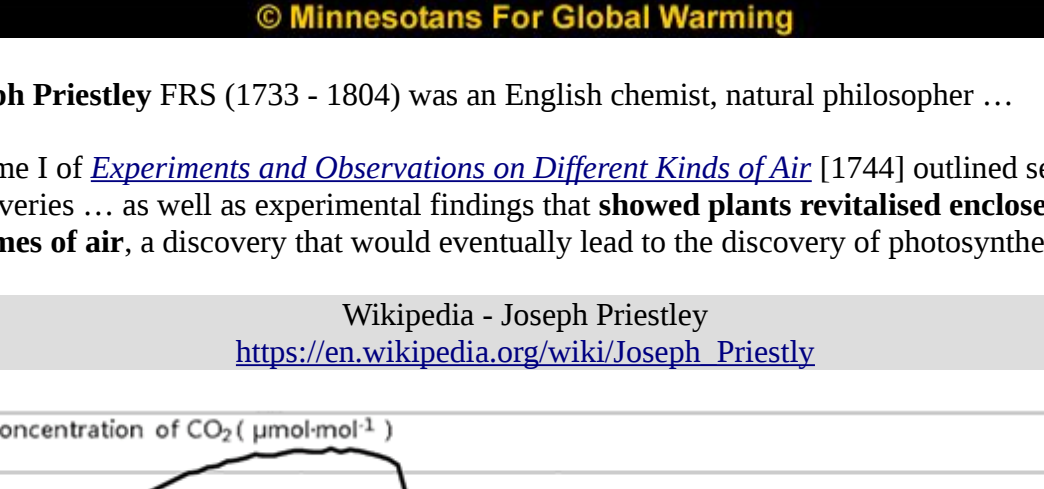 © Minnesotans For Global Warming
ph Priestley FRS (1733 - 1804) was an English chemist, natural philosopher …
me I of Experiments and Observations on Different Kinds of Air [1744] outlined se
veries … as well as experimental findings that showed plants revitalised enclose
mes of air, a discovery that would eventually lead to the discovery of photosynthe
Wikipedia - Joseph Priestley
https://en.wikipedia.org/wiki/Joseph_Priestly
oncentration of CO₂ ( µmol·mol⁻¹ )